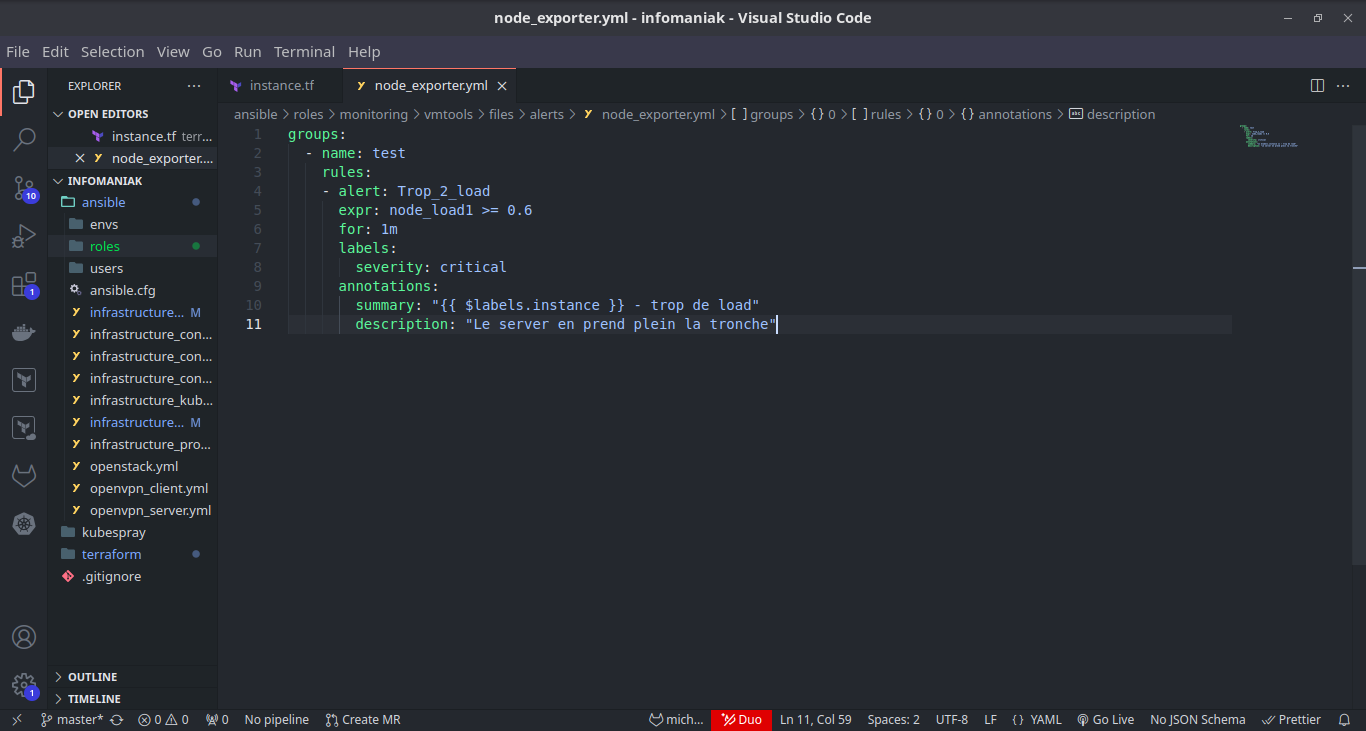 node_exporter.yml - infomaniak - Visual Studio Code
File Edit Selection View Go Run Terminal Help
EXPLORER
OPEN EDITORS
instance.tf terr...
node_exporter....
INFOMANIAK
ansible
envs
roles
users
ansible.cfg
infrastructure... M
infrastructure_con...
infrastructure_con...
infrastructure_con...
infrastructure_kub...
infrastructure... M
infrastructure_pro...
openstack.yml
openvpn_client.yml
openvpn_server.yml
kubespray
terraform
.gitignore
OUTLINE
TIMELINE
10
1
1
instance.tf node_exporter.yml
ansible > roles > monitoring > vmtools > files > alerts > node_exporter.yml > [ ] groups > {} 0 > [ ] rules > {} 0 > {} annotations > abc description
1 groups:
2   - name: test
3     rules:
4     - alert: Trop_2_load
5       expr: node_load1 >= 0.6
6       for: 1m
7       labels:
8         severity: critical
9       annotations:
10         summary: "{{ $labels.instance }} - trop de load"
11         description: "Le server en prend plein la tronche"
master* 0 0 0 No pipeline Create MR mich... Duo Ln 11, Col 59 Spaces: 2 UTF-8 LF {} YAML Go Live No JSON Schema Prettier